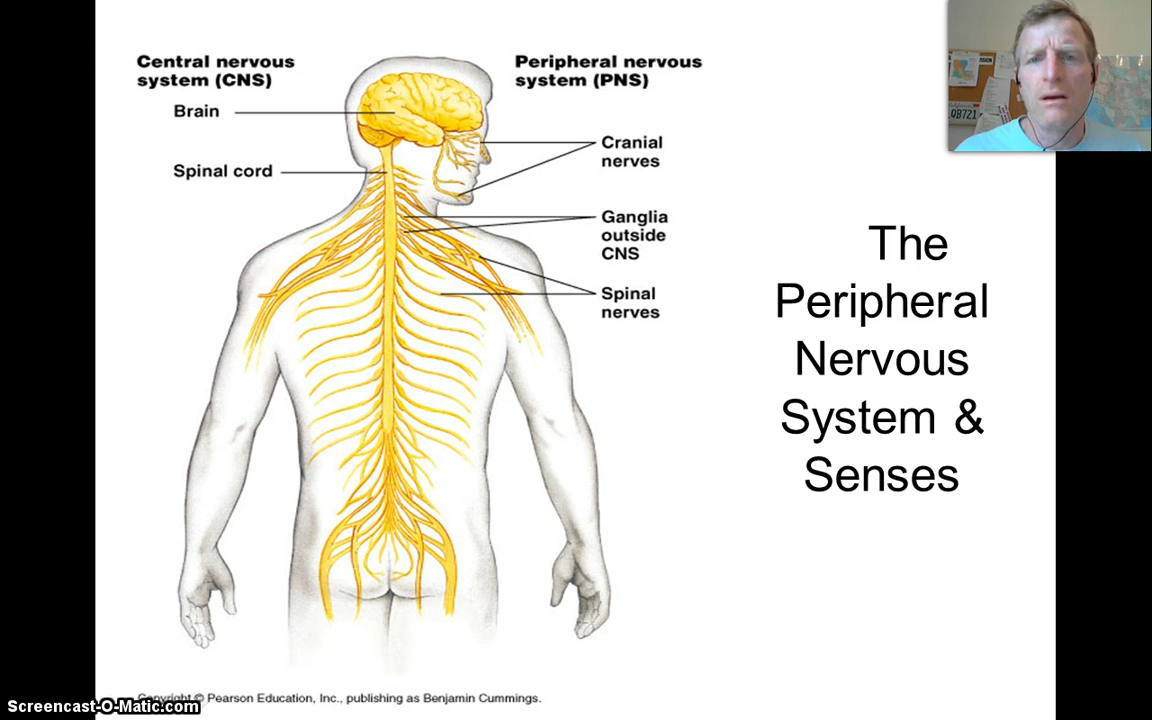 Central nervous
system (CNS)
Brain
Spinal cord
Peripheral nervous
system (PNS)
Cranial
nerves
Ganglia
outside
CNS
Spinal
nerves
The
Peripheral
Nervous
System &
Senses
Copyright © Pearson Education, Inc., publishing as Benjamin Cummings.
Screencast-O-Matic.com